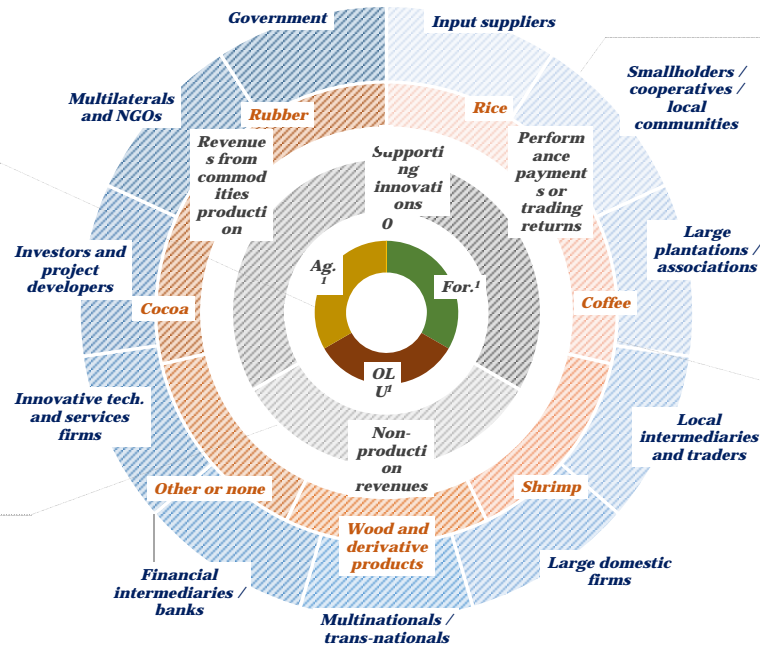 Government
Input suppliers
Smallholders /
cooperatives /
local
communities
Multilaterals
and NGOs
Rubber
Rice
Revenue
s from
commod
ities
producti
on
Supporti
ng
innovati
ons
0
Perform
ance
payment
s or
trading
returns
Large
plantations /
associations
Investors and
project
developers
Ag.
1
For.¹
Cocoa
Coffee
OL
U¹
Innovative tech.
and services
firms
Local
intermediaries
and traders
Non-
producti
on
revenues
Other or none
Shrimp
Wood and
derivative
products
Large domestic
firms
Financial
intermediaries /
banks
Multinationals /
trans-nationals